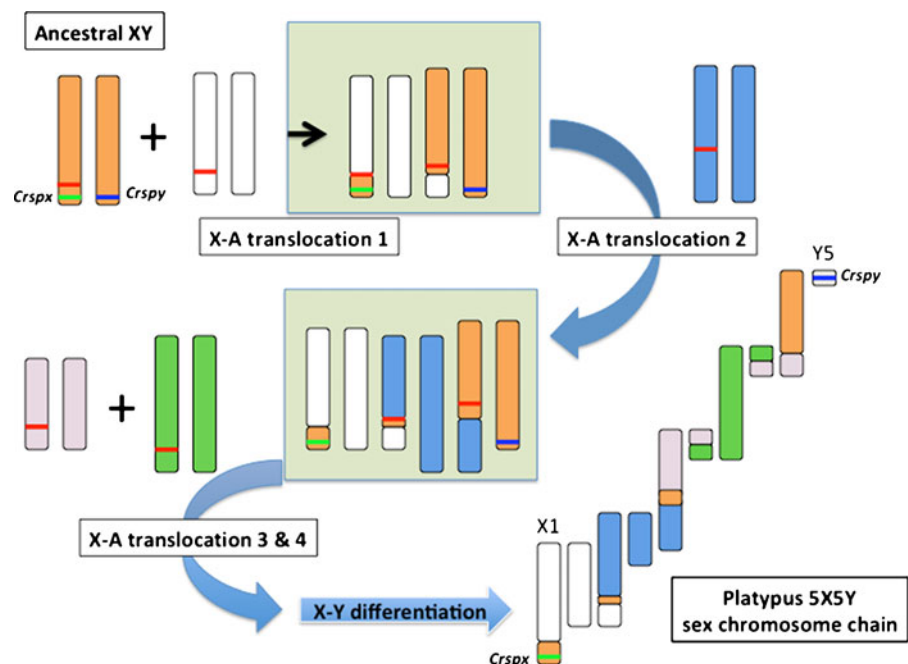 Ancestral XY
+
Crspx
Crspy
X-A translocation 1
X-A translocation 2
Y5
Crspy
+
X-A translocation 3 & 4
X-Y differentiation
X1
Crspx
Platypus 5X5Y
sex chromosome chain